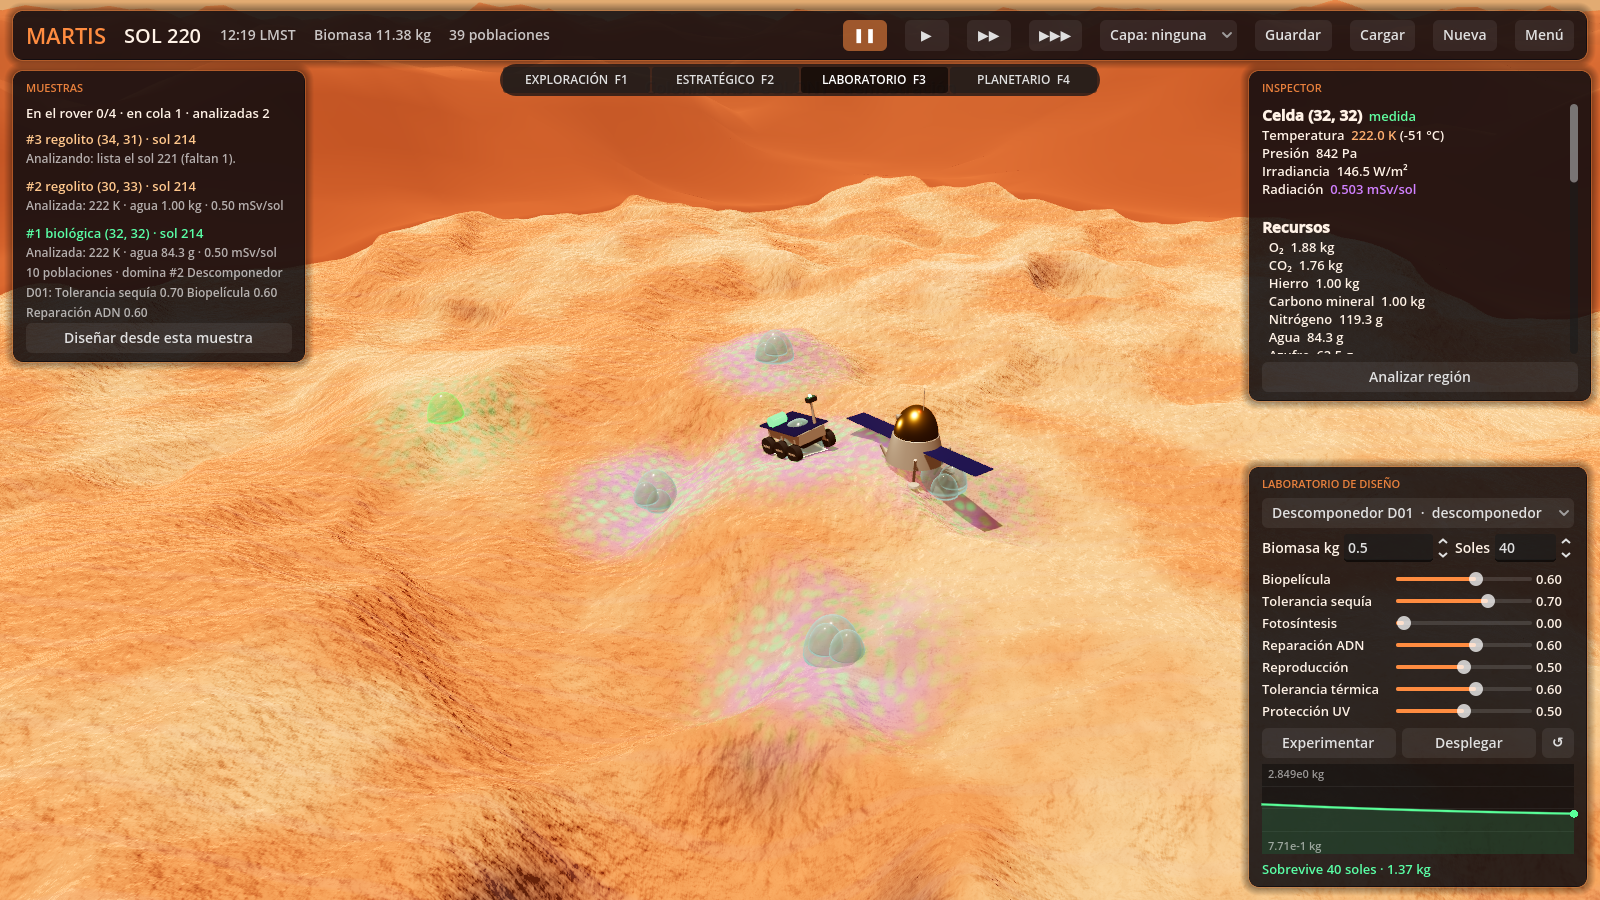 MARTIS SOL 220 12:19 LMST Biomasa 11.38 kg 39 poblaciones Capa: ninguna Guardar Cargar Nueva Menú
EXPLORACIÓN F1 ESTRATÉGICO F2 LABORATORIO F3 PLANETARIO F4
MUESTRAS
En el rover 0/4 · en cola 1 · analizadas 2
#3 regolito (34, 31) · sol 214
Analizando: lista el sol 221 (faltan 1).
#2 regolito (30, 33) · sol 214
Analizada: 222 K · agua 1.00 kg · 0.50 mSv/sol
#1 biológica (32, 32) · sol 214
Analizada: 222 K · agua 84.3 g · 0.50 mSv/sol
10 poblaciones · domina #2 Descomponedor
D01: Tolerancia sequía 0.70 Biopelícula 0.60
Reparación ADN 0.60
Diseñar desde esta muestra
INSPECTOR
Celda (32, 32) medida
Temperatura 222.0 K (-51 °C)
Presión 842 Pa
Irradiancia 146.5 W/m²
Radiación 0.503 mSv/sol
Recursos
O₂ 1.88 kg
CO₂ 1.76 kg
Hierro 1.00 kg
Carbono mineral 1.00 kg
Nitrógeno 119.3 g
Agua 84.3 g
Analizar región
LABORATORIO DE DISEÑO
Descomponedor D01 · descomponedor
Biomasa kg 0.5 Soles 40
Biopelícula 0.60
Tolerancia sequía 0.70
Fotosíntesis 0.00
Reparación ADN 0.60
Reproducción 0.50
Tolerancia térmica 0.60
Protección UV 0.50
Experimentar Desplegar ↺
2.849e0 kg
7.71e-1 kg
Sobrevive 40 soles · 1.37 kg